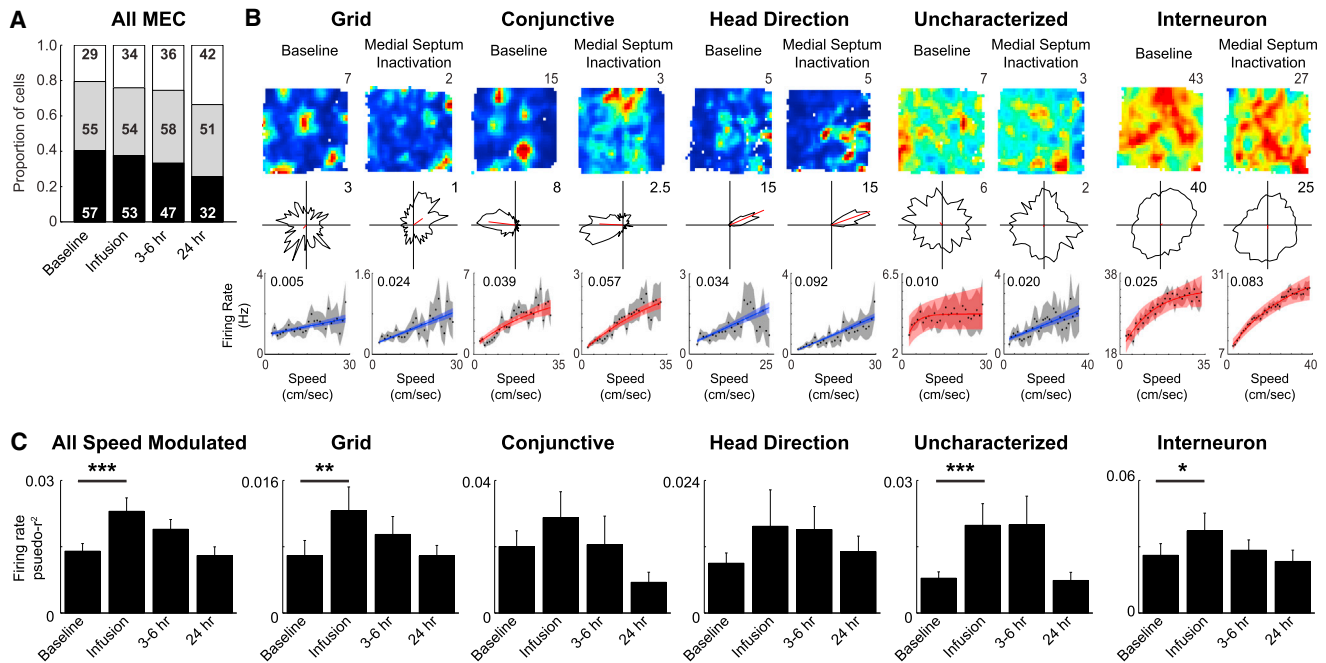 A
All MEC
Proportion of cells
1.0
0.8
0.6
0.4
0.2
0
29 34 36 42
55 54 58 51
57 53 47 32
Baseline Infusion 3-6 hr 24 hr
B
Grid Conjunctive Head Direction Uncharacterized Interneuron
Baseline Medial Septum Inactivation Baseline Medial Septum Inactivation Baseline Medial Septum Inactivation Baseline Medial Septum Inactivation Baseline Medial Septum Inactivation
7 2 15 3 5 5 7 3 43 27
3 1 8 2.5 15 15 6 2 40 25
Firing Rate
(Hz)
4 1.6 7 7 3 3 6.5 4 38 31
0.005 0.024 0.039 0.057 0.034 0.092 0.010 0.020 0.025 0.083
0 0 0 0 0 0 2 0 18 7
0 30 0 30 0 35 0 35 0 25 0 30 0 30 0 30 0 35 0 40
Speed Speed Speed Speed Speed Speed Speed Speed Speed Speed
(cm/sec) (cm/sec) (cm/sec) (cm/sec) (cm/sec) (cm/sec) (cm/sec) (cm/sec) (cm/sec) (cm/sec)
C
All Speed Modulated Grid Conjunctive Head Direction Uncharacterized Interneuron
*** ** *** *
0.03 0.016 0.04 0.024 0.03 0.06
Firing rate
psuedo-r²
0 0 0 0 0 0
Baseline Infusion 3-6 hr 24 hr Baseline Infusion 3-6 hr 24 hr Baseline Infusion 3-6 hr 24 hr Baseline Infusion 3-6 hr 24 hr Baseline Infusion 3-6 hr 24 hr Baseline Infusion 3-6 hr 24 hr